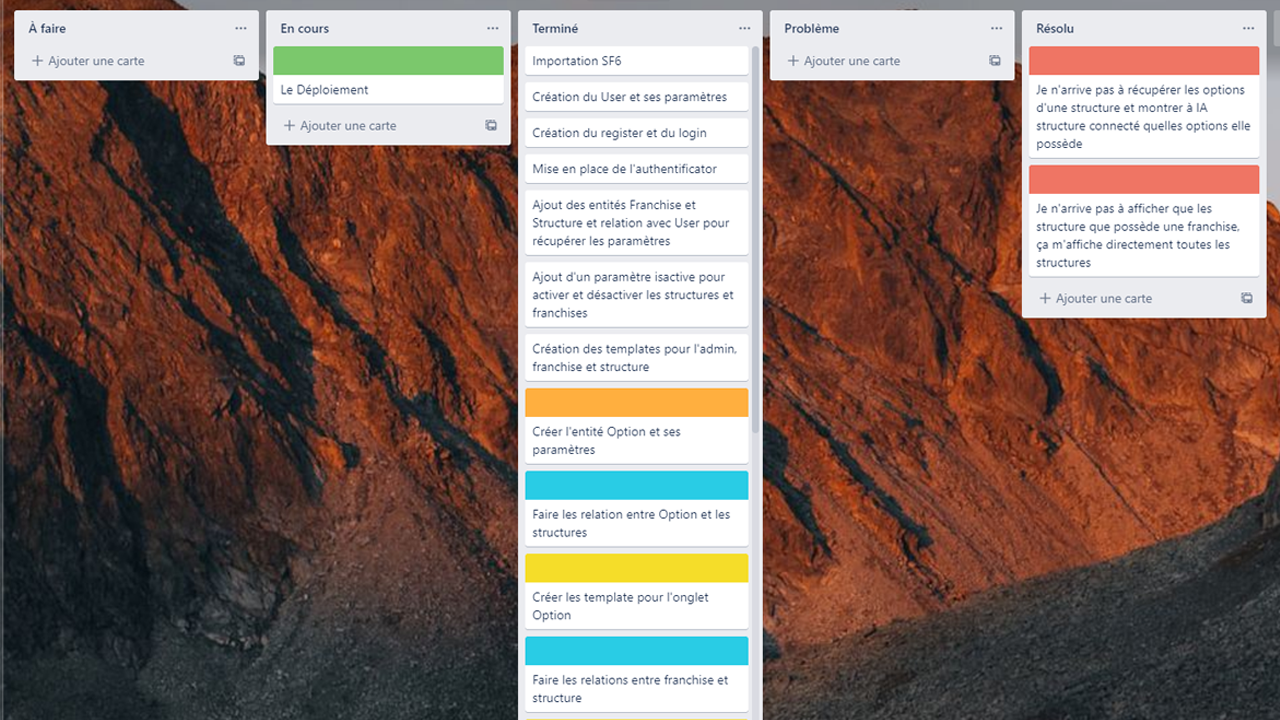 À faire
Ajouter une carte
En cours
Le Déploiement
Ajouter une carte
Terminé
Importation SF6
Création du User et ses paramètres
Création du register et du login
Mise en place de l'authentificator
Ajout des entités Franchise et
Structure et relation avec User pour
récupérer les paramètres
Ajout d'un paramètre isactive pour
activer et désactiver les structures et
franchises
Création des templates pour l'admin,
franchise et structure
Créer l'entité Option et ses
paramètres
Faire les relation entre Option et les
structures
Créer les template pour l'onglet
Option
Faire les relations entre franchise et
structure
Problème
Ajouter une carte
Résolu
Je n'arrive pas à récupérer les options
d'une structure et montrer à lA
structure connecté quelles options elle
possède
Je n'arrive pas à afficher que les
structure que possède une franchise,
ça m'affiche directement toutes les
structures
Ajouter une carte